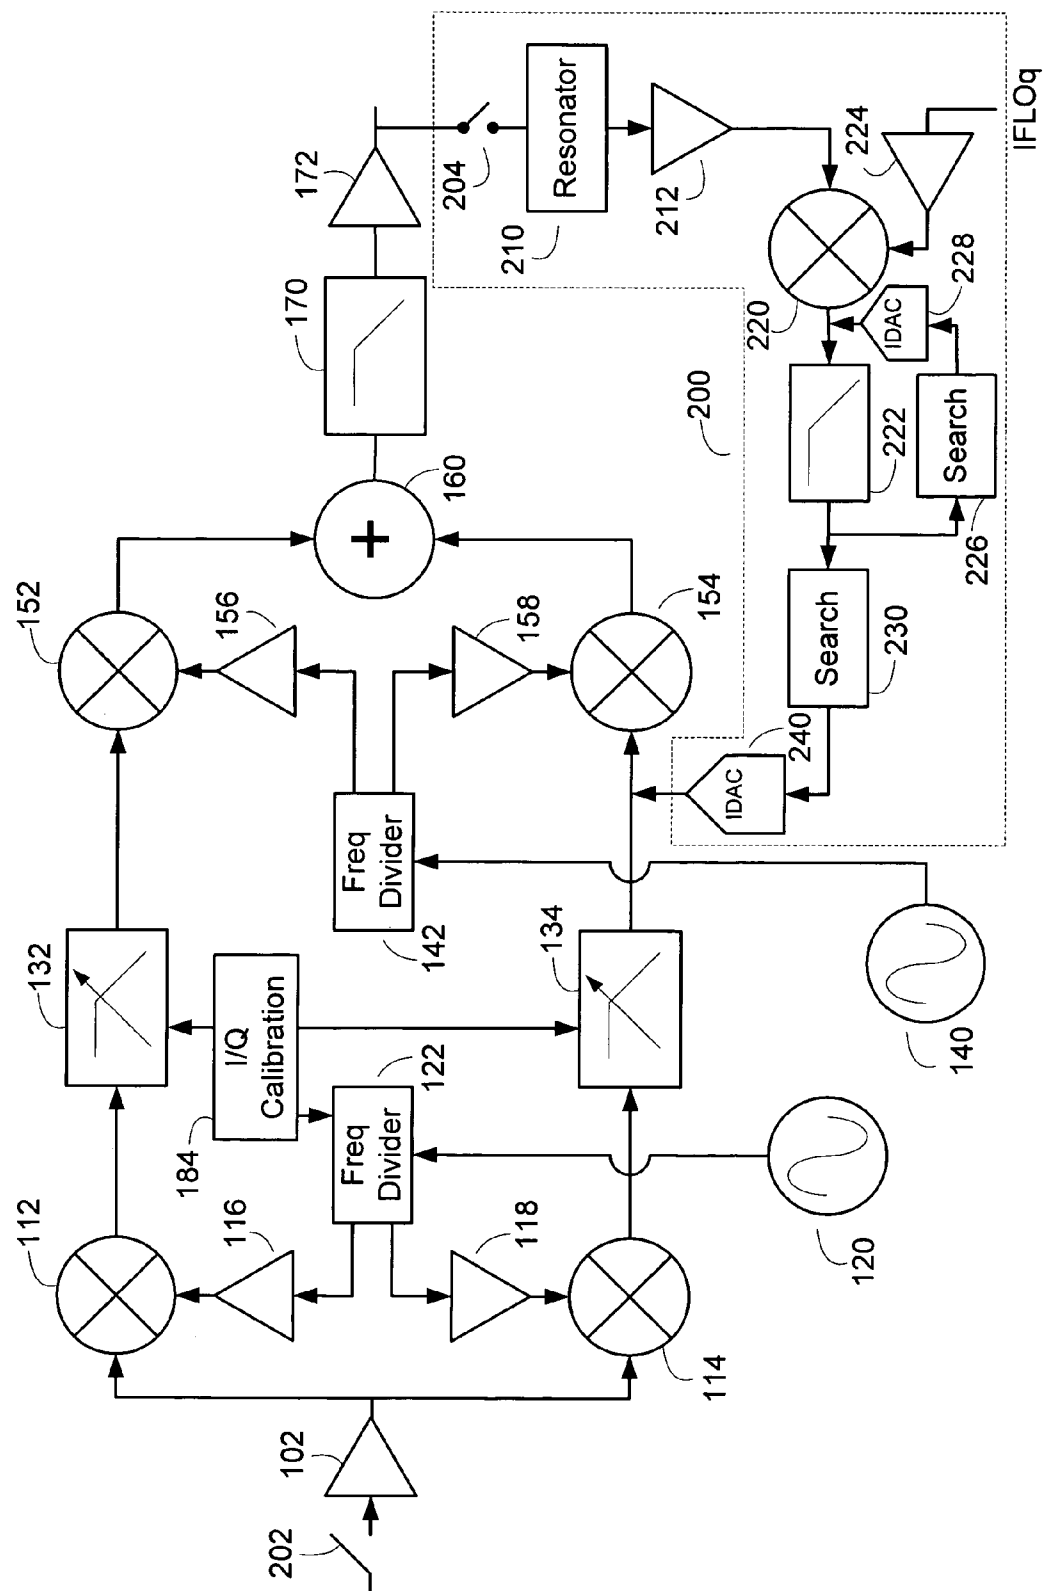 202
102
112
116
118
114
184
I/Q
Calibration
Freq
Divider
122
120
132
134
140
Freq
Divider
142
152
156
158
154
160
170
172
200
204
Resonator
210
212
220
224
IFLOq
IDAC
228
222
Search
226
Search
230
IDAC
240